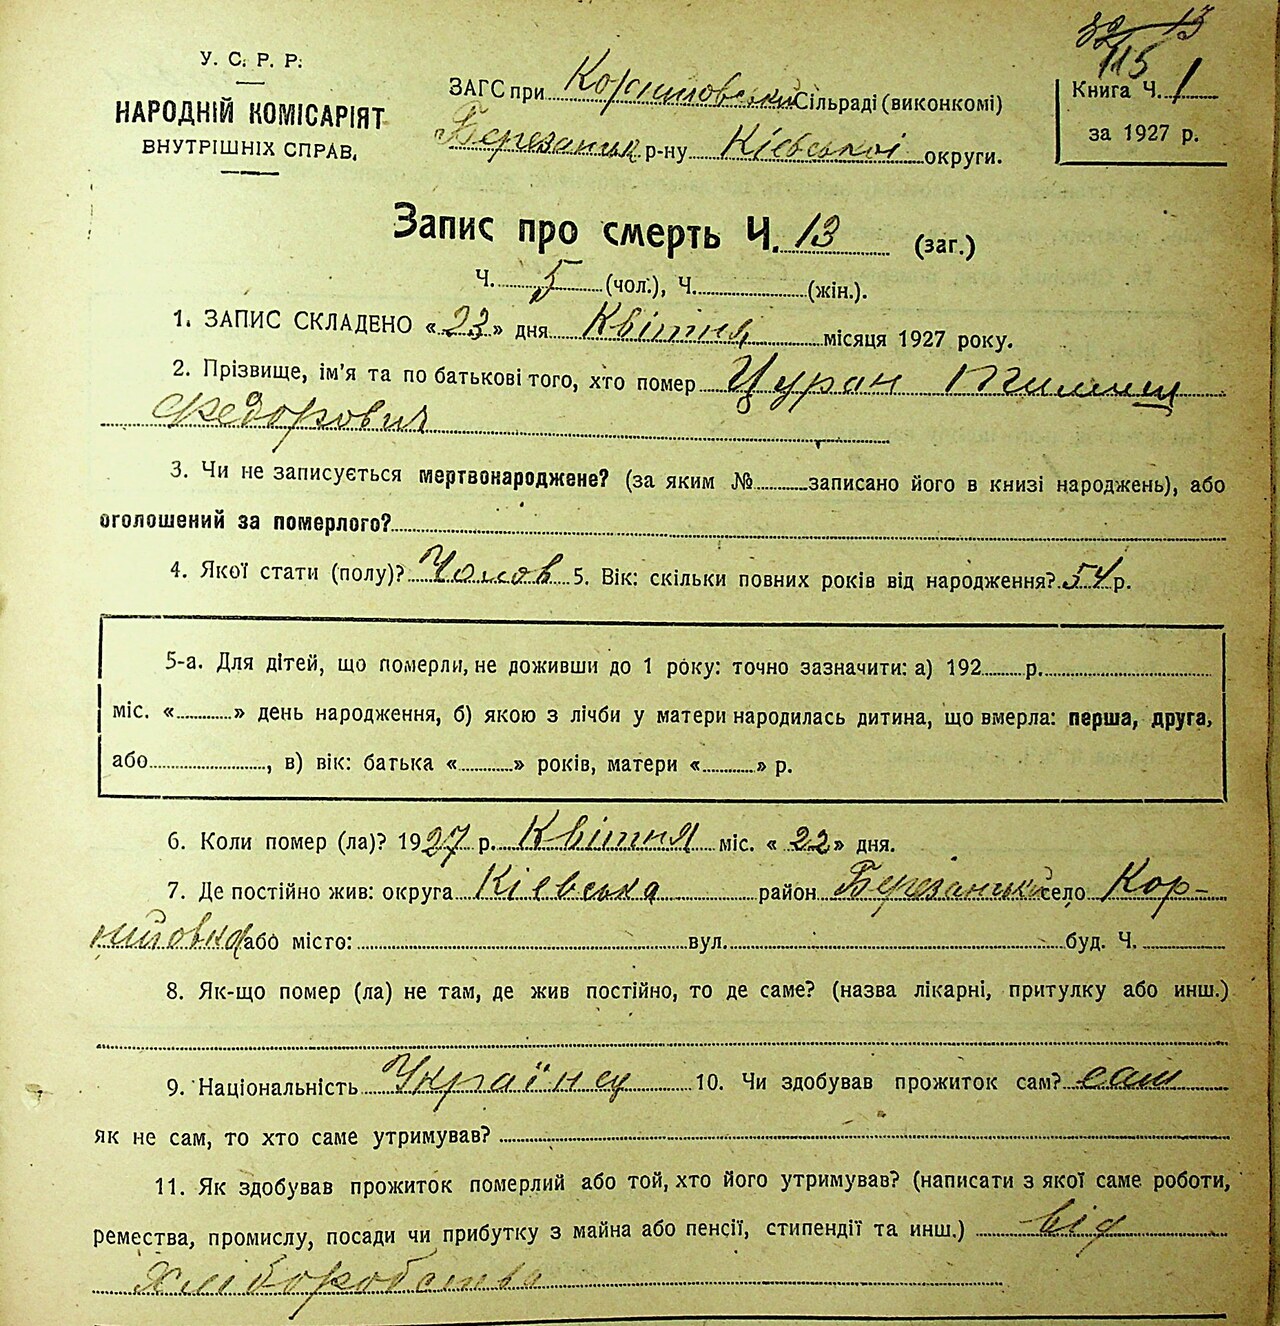 32 13
115
У. С. Р. Р.
НАРОДНІЙ КОМІСАРІЯТ
ВНУТРІШНІХ СПРАВ.
ЗАГС при Сільраді (виконкомі)
Березанськ. р-ну Кіевськоі округи.
Книга Ч. 1
за 1927 р.
Запис про смерть Ч. 13 (заг.)
Ч. 5 (чол.), Ч. (жін.).
1. ЗАПИС СКЛАДЕНО «23» дня Квітня місяця 1927 року.
2. Прізвище, ім'я та по батькові того, хто помер Цуран
Федорович
3. Чи не записується мертвонароджене? (за яким № записано його в книзі народжень), або
оголошений за померлого?
4. Якої стати (полу)? Чолов 5. Вік: скільки повних років від народження? 54 р.
5-а. Для дітей, що померли, не доживши до 1 року: точно зазначити: а) 192 р.
міс. « » день народження, б) якою з лічби у матери народилась дитина, що вмерла: перша, друга,
або , в) вік: батька « » років, матери « » р.
6. Коли помер (ла)? 1927 р. Квітня міс. «22» дня.
7. Де постійно жив: округа Кіевська район Березанський село Кор-
нийовка або місто: вул. буд. Ч.
8. Як-що помер (ла) не там, де жив постійно, то де саме? (назва лікарні, притулку або инш.)
9. Національність Українец 10. Чи здобував прожиток сам? сам
як не сам, то хто саме утримував?
11. Як здобував прожиток померлий або той, хто його утримував? (написати з якої саме роботи,
ремества, промислу, посади чи прибутку з майна або пенсії, стипендії та инш.) від
хліборобства